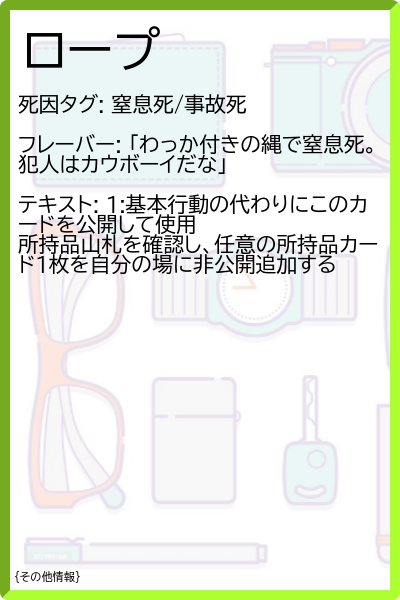 ロープ
死因タグ: 窒息死/事故死
フレーバー: 「わっか付きの縄で窒息死。
犯人はカウボーイだな」
テキスト: 1:基本行動の代わりにこのカ
ードを公開して使用
所持品山札を確認し、任意の所持品カー
ド1枚を自分の場に非公開追加する
{その他情報}